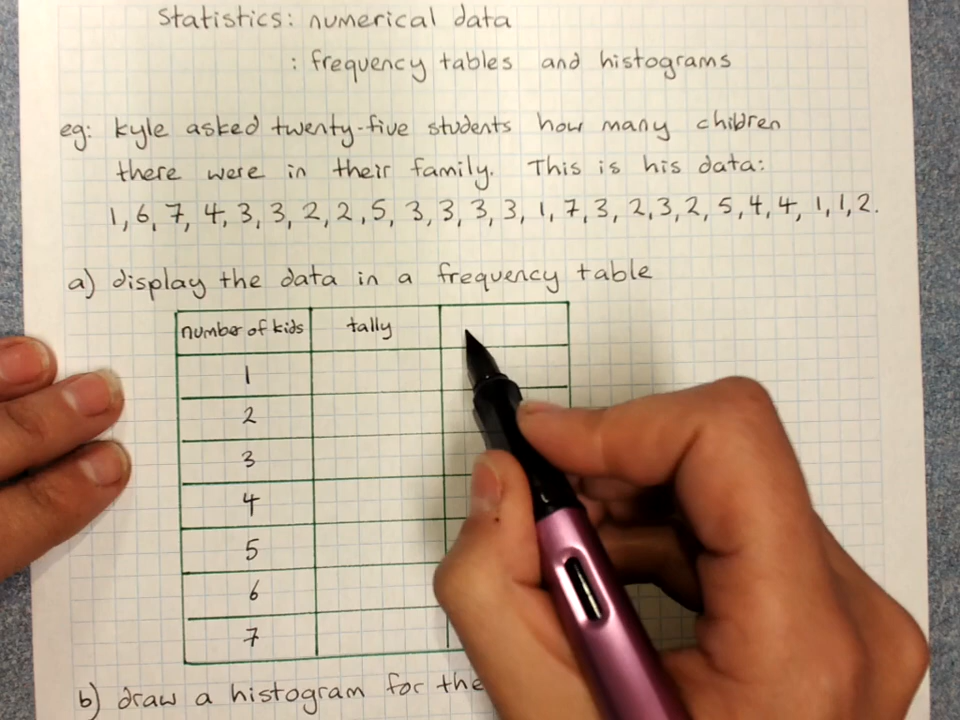 Statistics: numerical data
: frequency tables and histograms
eg: Kyle asked twenty-five students how many chibren
there were in their family. This is his data:
1, 6, 7, 4, 3, 3, 2, 2, 5, 3, 3, 3, 3, 1, 7, 3, 2, 3, 2, 5, 4, 4, 1, 1, 2.
a) display the data in a frequency table
number of kids tally
1
2
3
4
5
6
7
b) draw a histogram for the